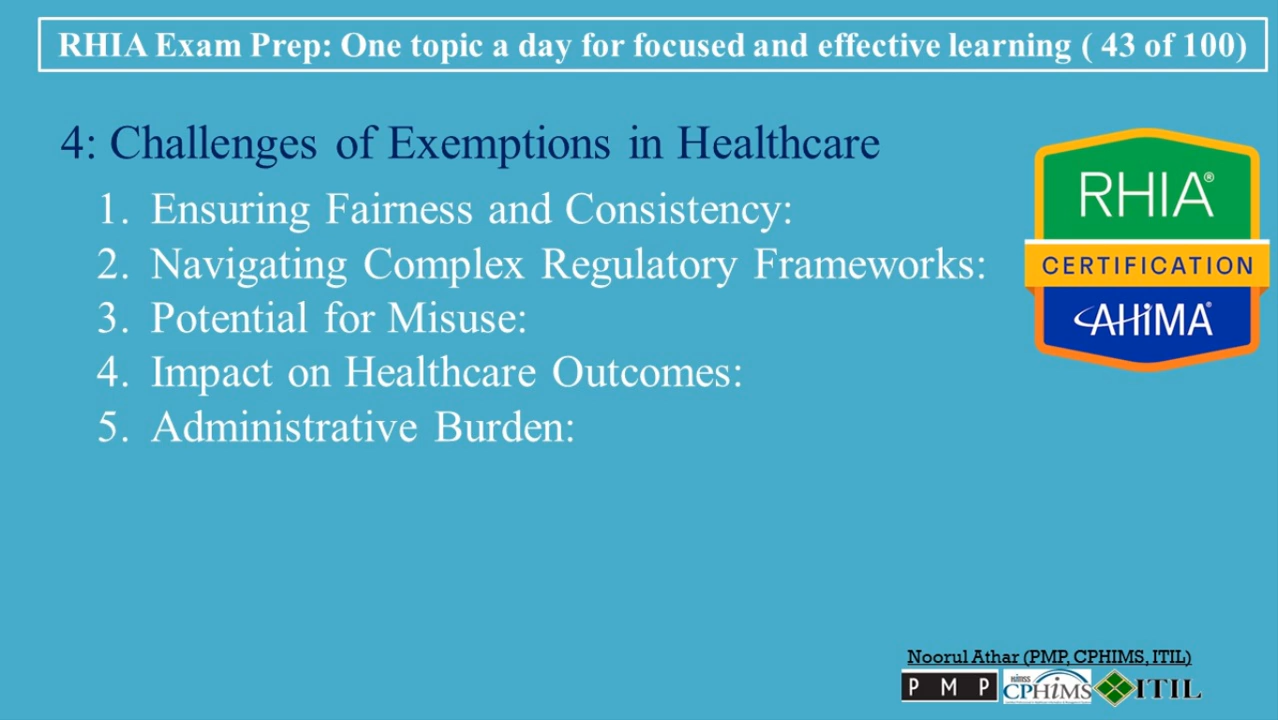 RHIA Exam Prep: One topic a day for focused and effective learning ( 43 of 100)
4: Challenges of Exemptions in Healthcare
1. Ensuring Fairness and Consistency:
2. Navigating Complex Regulatory Frameworks:
3. Potential for Misuse:
4. Impact on Healthcare Outcomes:
5. Administrative Burden:
RHIA®
CERTIFICATION
AHiMA
Noorul Athar (PMP, CPHIMS, ITIL)
P M P
himss
CPHiMS
ITIL